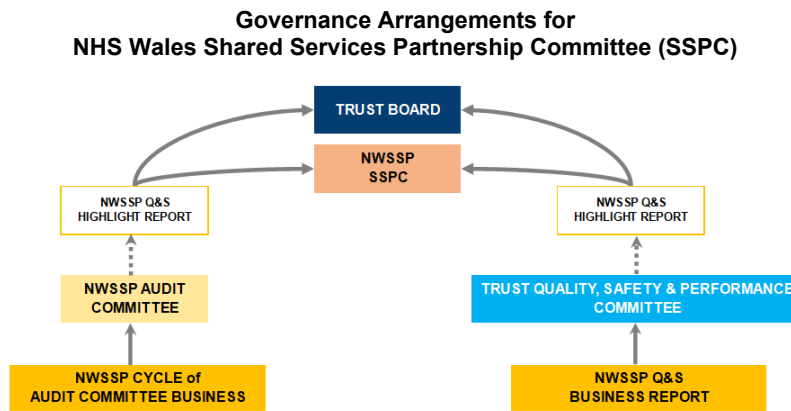 Governance Arrangements for
NHS Wales Shared Services Partnership Committee (SSPC)
TRUST BOARD
NWSSP
SSPC
NWSSP Q&S
HIGHLIGHT REPORT
NWSSP Q&S
HIGHLIGHT REPORT
NWSSP AUDIT
COMMITTEE
TRUST QUALITY, SAFETY & PERFORMANCE
COMMITTEE
NWSSP CYCLE of
AUDIT COMMITTEE BUSINESS
NWSSP Q&S
BUSINESS REPORT